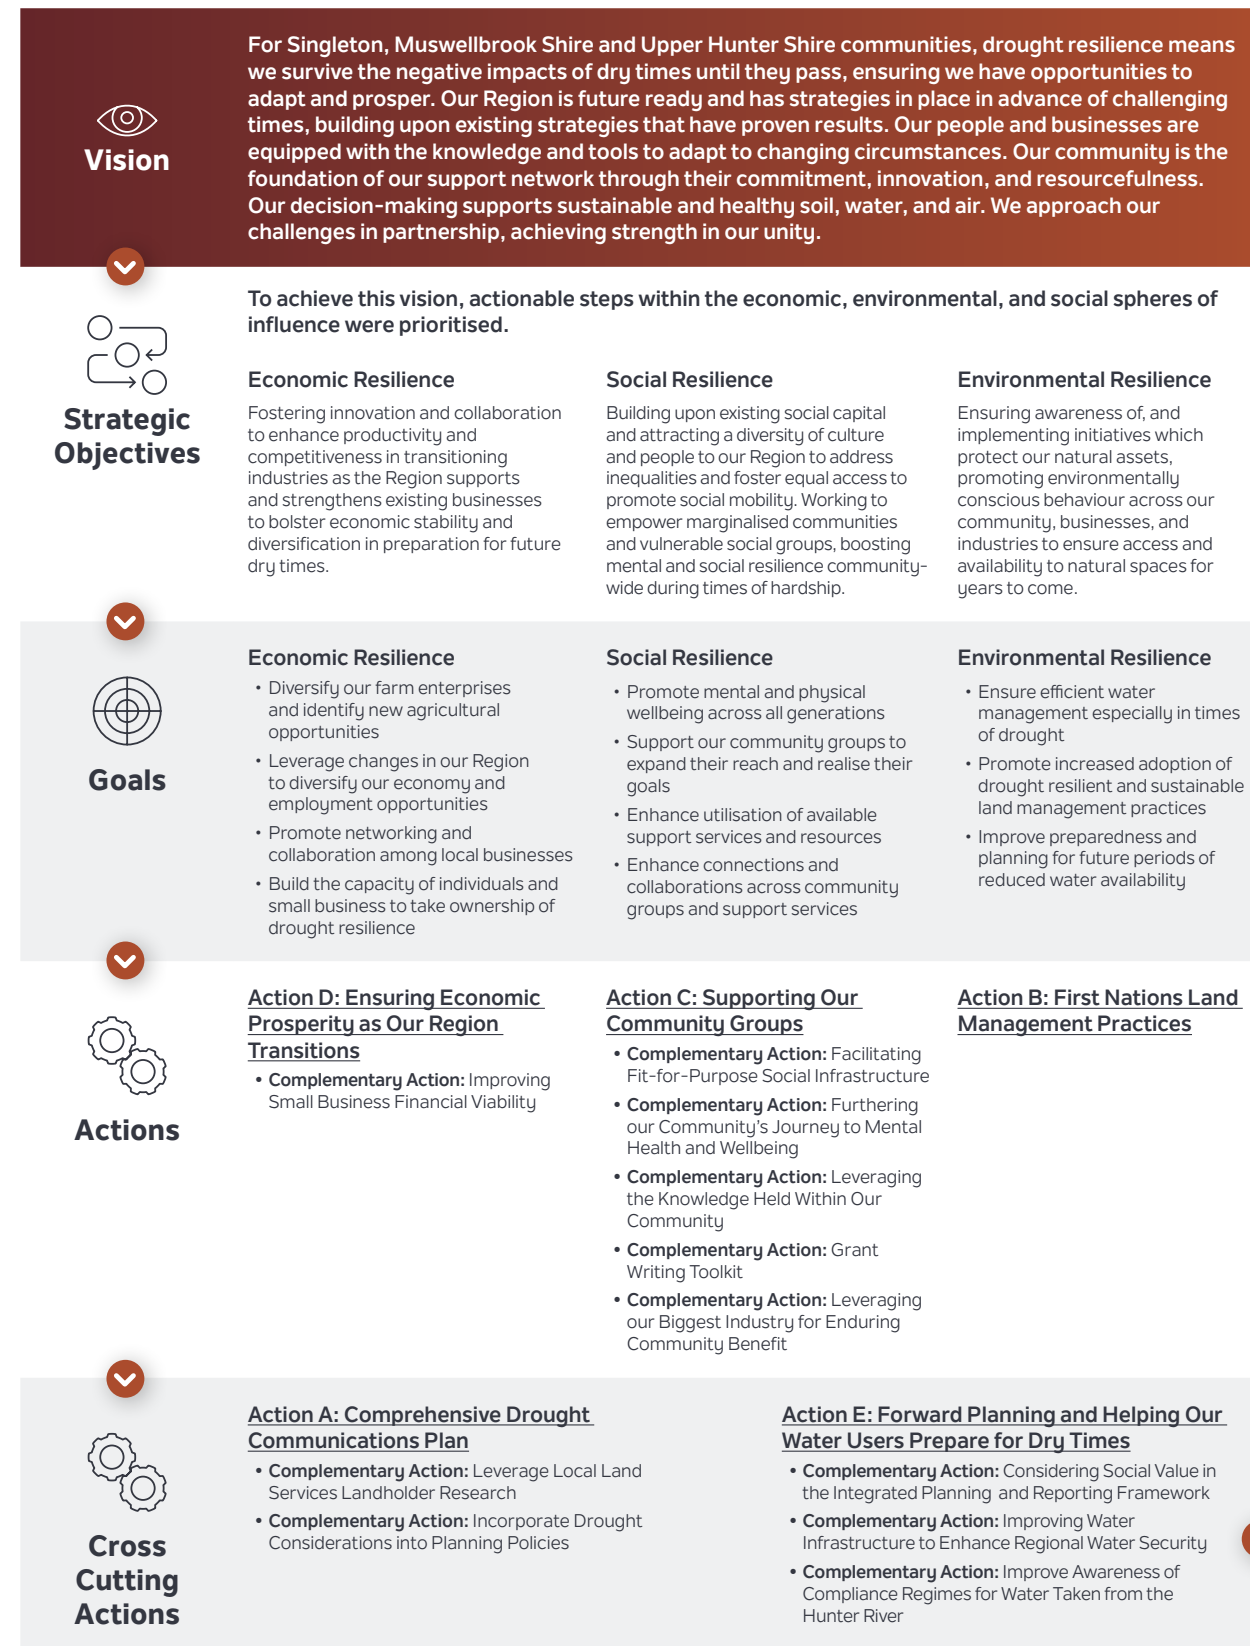 For Singleton, Muswellbrook Shire and Upper Hunter Shire communities, drought resilience means
we survive the negative impacts of dry times until they pass, ensuring we have opportunities to
adapt and prosper. Our Region is future ready and has strategies in place in advance of challenging
times, building upon existing strategies that have proven results. Our people and businesses are
equipped with the knowledge and tools to adapt to changing circumstances. Our community is the
foundation of our support network through their commitment, innovation, and resourcefulness.
Our decision-making supports sustainable and healthy soil, water, and air. We approach our
challenges in partnership, achieving strength in our unity.
Vision
To achieve this vision, actionable steps within the economic, environmental, and social spheres of
influence were prioritised.
Strategic
Objectives
Economic Resilience
Fostering innovation and collaboration
to enhance productivity and
competitiveness in transitioning
industries as the Region supports
and strengthens existing businesses
to bolster economic stability and
diversification in preparation for future
dry times.
Social Resilience
Building upon existing social capital
and attracting a diversity of culture
and people to our Region to address
inequalities and foster equal access to
promote social mobility. Working to
empower marginalised communities
and vulnerable social groups, boosting
mental and social resilience community-
wide during times of hardship.
Environmental Resilience
Ensuring awareness of, and
implementing initiatives which
protect our natural assets,
promoting environmentally
conscious behaviour across our
community, businesses, and
industries to ensure access and
availability to natural spaces for
years to come.
Goals
Economic Resilience
• Diversify our farm enterprises
and identify new agricultural
opportunities
• Leverage changes in our Region
to diversify our economy and
employment opportunities
• Promote networking and
collaboration among local businesses
• Build the capacity of individuals and
small business to take ownership of
drought resilience
Social Resilience
• Promote mental and physical
wellbeing across all generations
• Support our community groups to
expand their reach and realise their
goals
• Enhance utilisation of available
support services and resources
• Enhance connections and
collaborations across community
groups and support services
Environmental Resilience
• Ensure efficient water
management especially in times
of drought
• Promote increased adoption of
drought resilient and sustainable
land management practices
• Improve preparedness and
planning for future periods of
reduced water availability
Actions
Action D: Ensuring Economic
Prosperity as Our Region
Transitions
• Complementary Action: Improving
Small Business Financial Viability
Action C: Supporting Our
Community Groups
• Complementary Action: Facilitating
Fit-for-Purpose Social Infrastructure
• Complementary Action: Furthering
our Community's Journey to Mental
Health and Wellbeing
• Complementary Action: Leveraging
the Knowledge Held Within Our
Community
• Complementary Action: Grant
Writing Toolkit
• Complementary Action: Leveraging
our Biggest Industry for Enduring
Community Benefit
Action B: First Nations Land
Management Practices
Cross
Cutting
Actions
Action A: Comprehensive Drought
Communications Plan
• Complementary Action: Leverage Local Land
Services Landholder Research
• Complementary Action: Incorporate Drought
Considerations into Planning Policies
Action E: Forward Planning and Helping Our
Water Users Prepare for Dry Times
• Complementary Action: Considering Social Value in
the Integrated Planning and Reporting Framework
• Complementary Action: Improving Water
Infrastructure to Enhance Regional Water Security
• Complementary Action: Improve Awareness of
Compliance Regimes for Water Taken from the
Hunter River